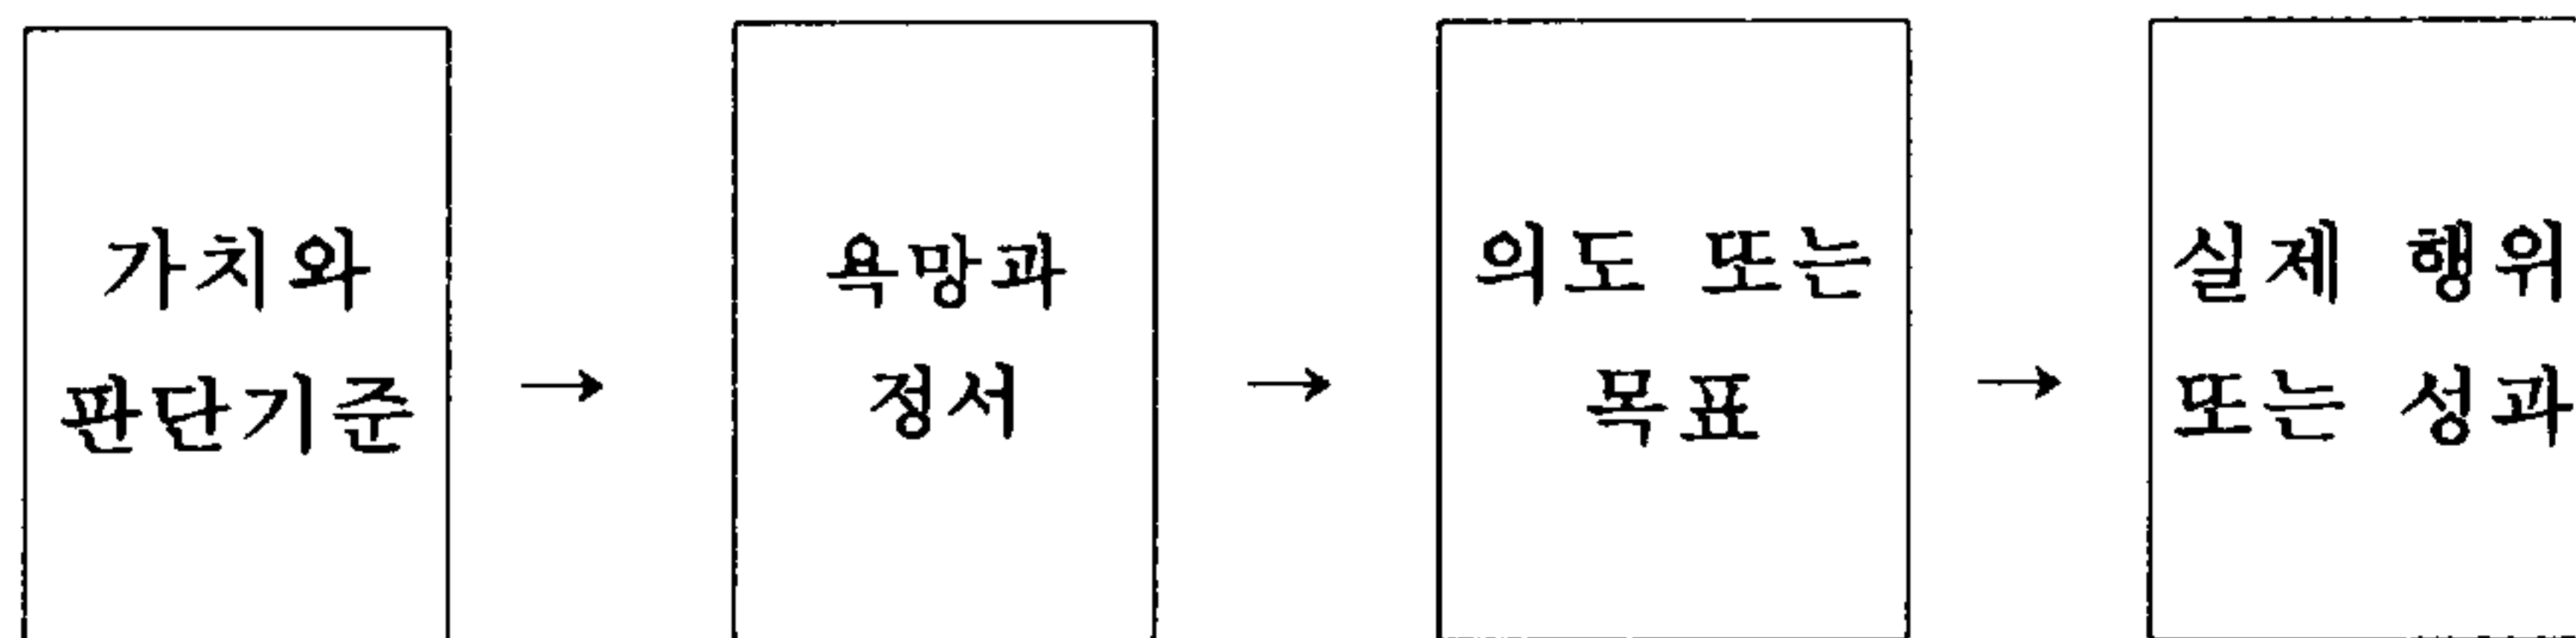 가치와
판단기준
→
욕망과
정서
→
의도 또는
목표
→
실제 행위
또는 성과